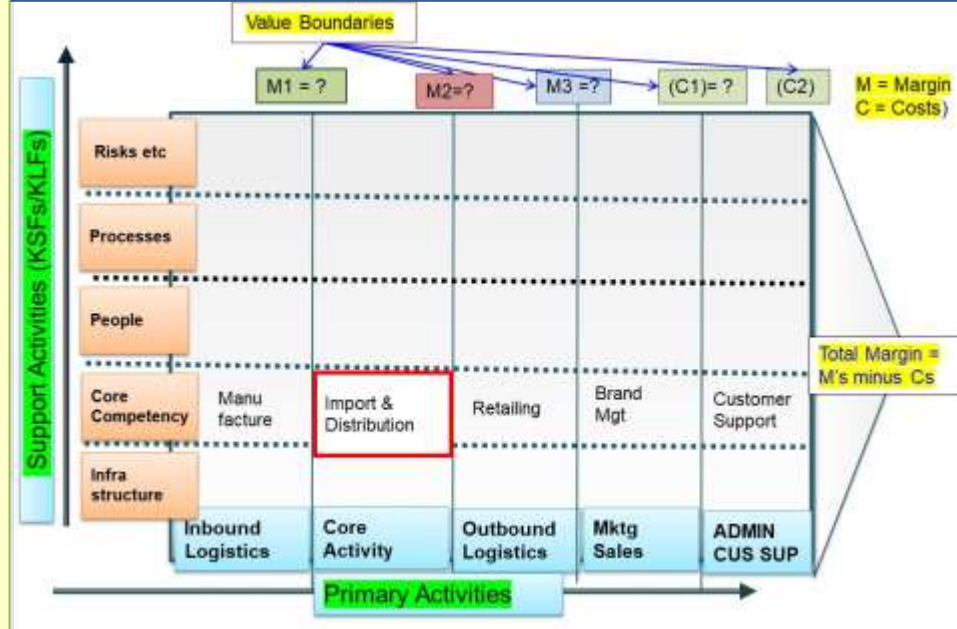 Value Boundaries
M1 = ?
M2=?
M3 =?
(C1)= ?
(C2)
M = Margin
C = Costs)
Support Activities (KSFs/KLFs)
Risks etc
Processes
People
Core
Competency
Manu
facture
Import &
Distribution
Retailing
Brand
Mgt
Customer
Support
Total Margin =
M's minus Cs
Infra
structure
Inbound
Logistics
Core
Activity
Outbound
Logistics
Mktg
Sales
ADMIN
CUS SUP
Primary Activities